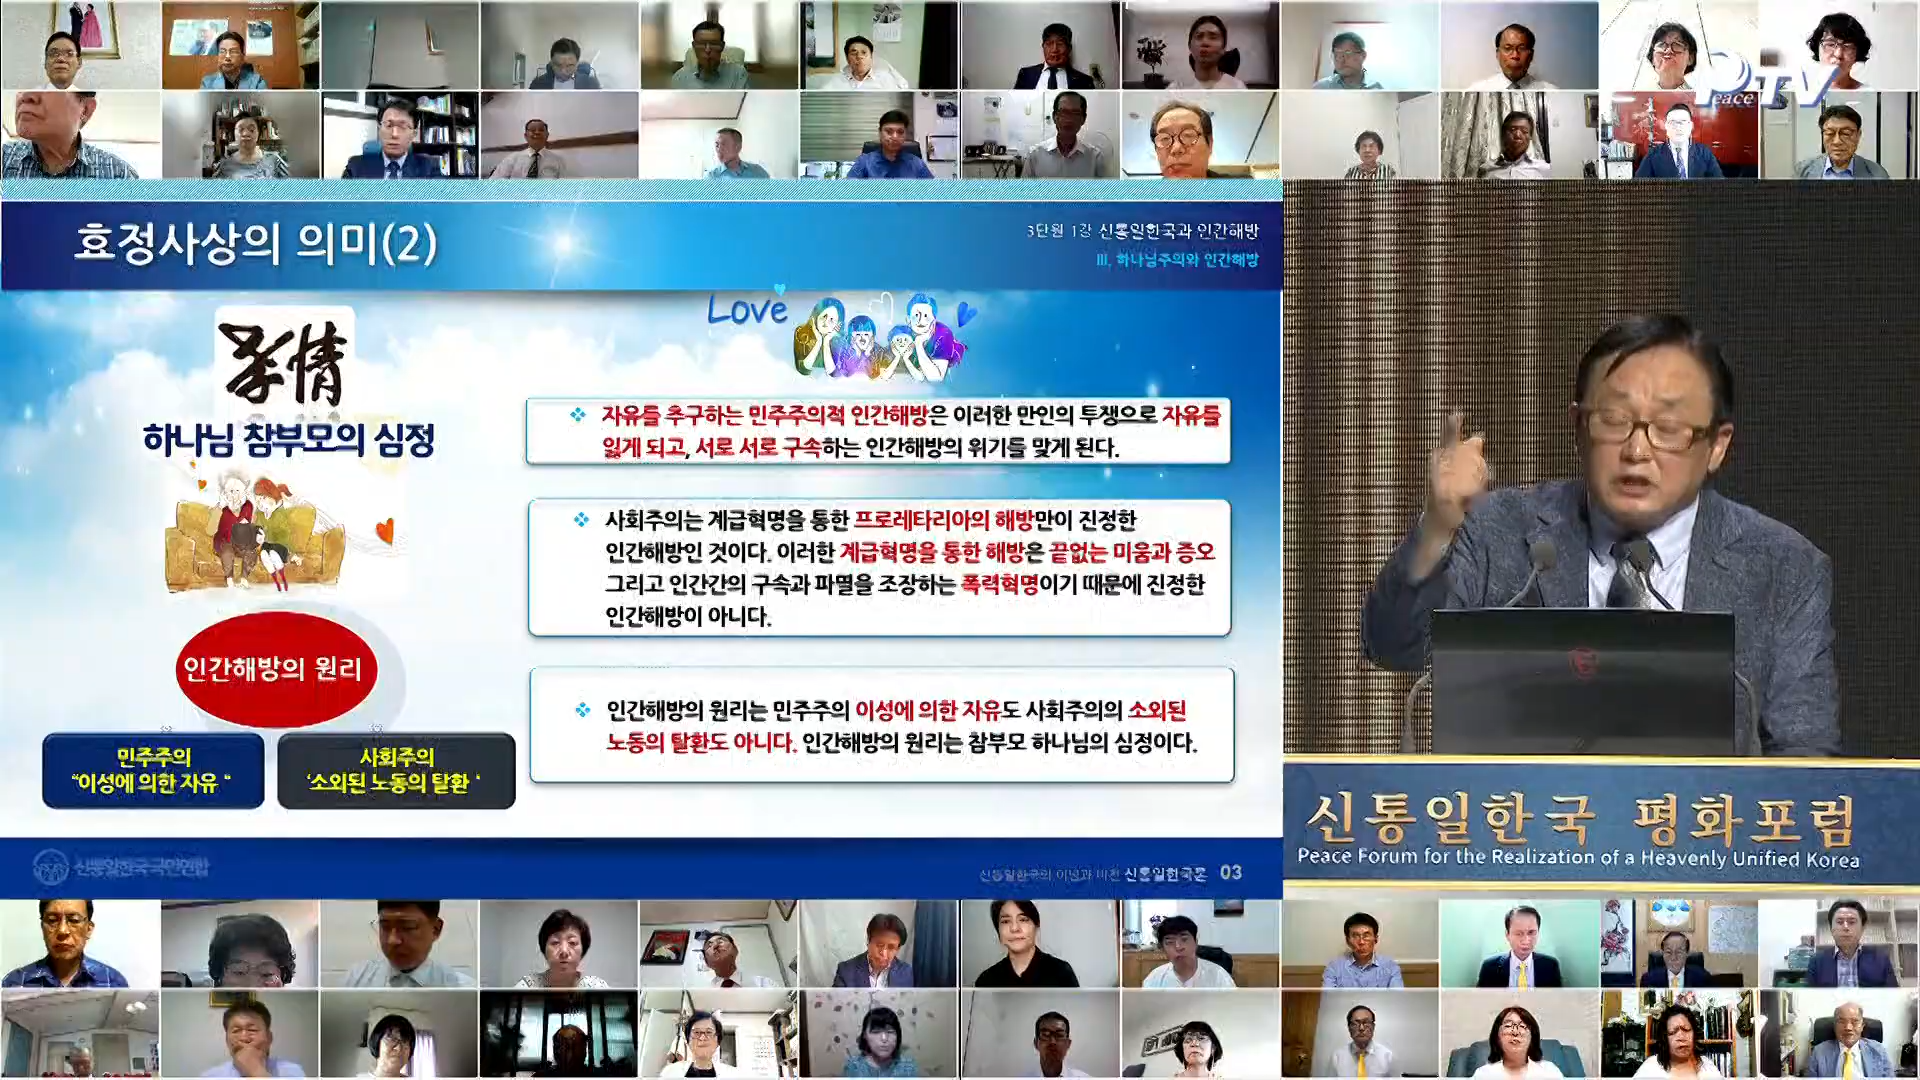 Peace TV
효정사상의 의미(2)
3단원 1강 신통일한국과 인간해방
Ⅲ. 하나님주의와 인간해방
孝情
하나님 참부모의 심정
Love
❖ 자유를 추구하는 민주주의적 인간해방은 이러한 만인의 투쟁으로 자유를
잃게 되고, 서로 서로 구속하는 인간해방의 위기를 맞게 된다.
❖ 사회주의는 계급혁명을 통한 프로레타리아의 해방만이 진정한
인간해방인 것이다. 이러한 계급혁명을 통한 해방은 끝없는 미움과 증오
그리고 인간간의 구속과 파멸을 조장하는 폭력혁명이기 때문에 진정한
인간해방이 아니다.
인간해방의 원리
민주주의
"이성에 의한 자유 "
사회주의
'소외된 노동의 탈환 '
❖ 인간해방의 원리는 민주주의 이성에 의한 자유도 사회주의의 소외된
노동의 탈환도 아니다. 인간해방의 원리는 참부모 하나님의 심정이다.
신통일한국국민연합
신통일한국의 이념과 비전 신통일한국론 03
신통일한국 평화포럼
Peace Forum for the Realization of a Heavenly Unified Korea